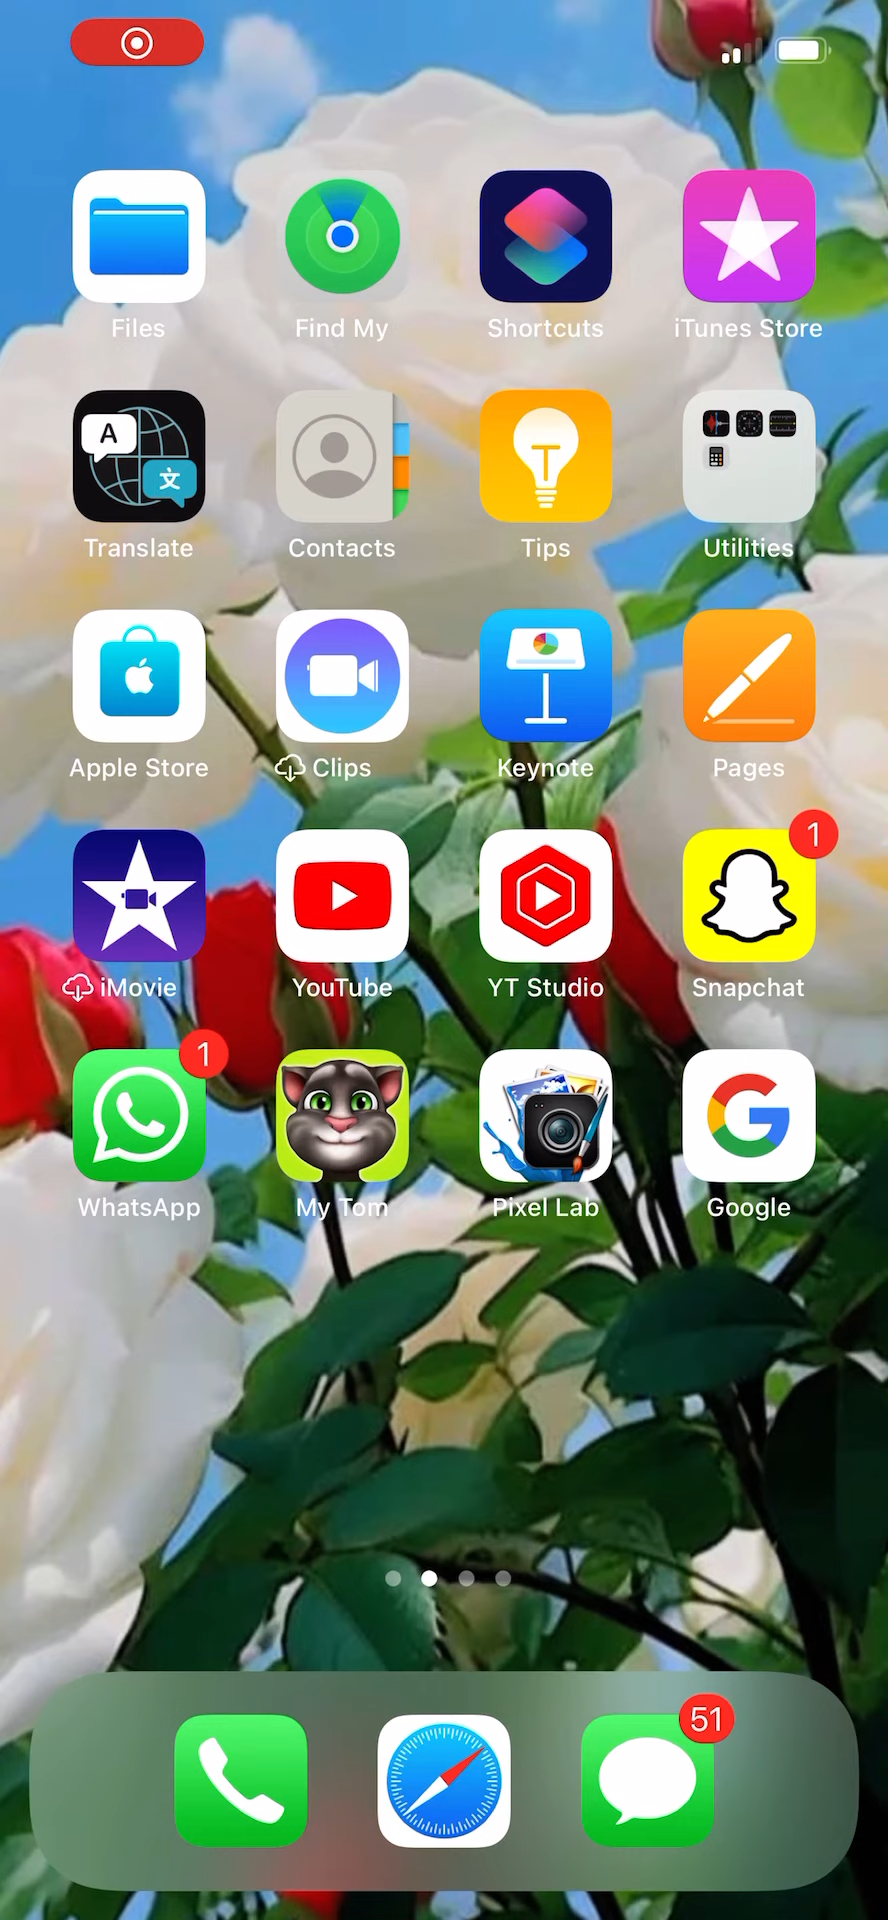 Files
Find My
Shortcuts
iTunes Store
A
文
Translate
Contacts
Tips
Utilities
Apple Store
Clips
Keynote
Pages
1
iMovie
YouTube
YT Studio
Snapchat
1
WhatsApp
My Tom
Pixel Lab
G
Google
51